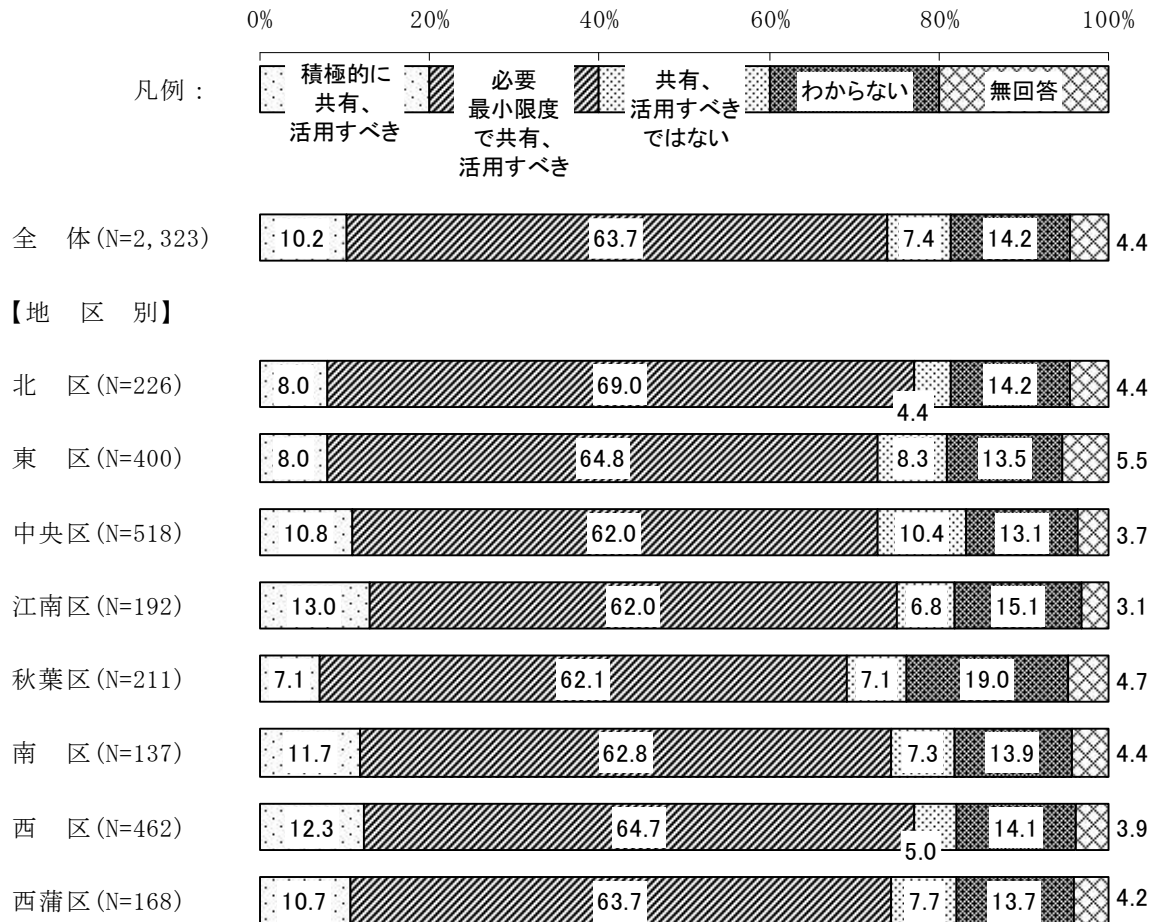 0% 20% 40% 60% 80% 100%
凡例：
積極的に
共有、
活用すべき
必要
最小限度
で共有、
活用すべき
共有、
活用すべき
ではない
わからない
無回答
全　体(N=2,323) 10.2 63.7 7.4 14.2 4.4
【地　区　別】
北　区(N=226) 8.0 69.0 4.4 14.2 4.4
東　区(N=400) 8.0 64.8 8.3 13.5 5.5
中央区(N=518) 10.8 62.0 10.4 13.1 3.7
江南区(N=192) 13.0 62.0 6.8 15.1 3.1
秋葉区(N=211) 7.1 62.1 7.1 19.0 4.7
南　区(N=137) 11.7 62.8 7.3 13.9 4.4
西　区(N=462) 12.3 64.7 5.0 14.1 3.9
西蒲区(N=168) 10.7 63.7 7.7 13.7 4.2